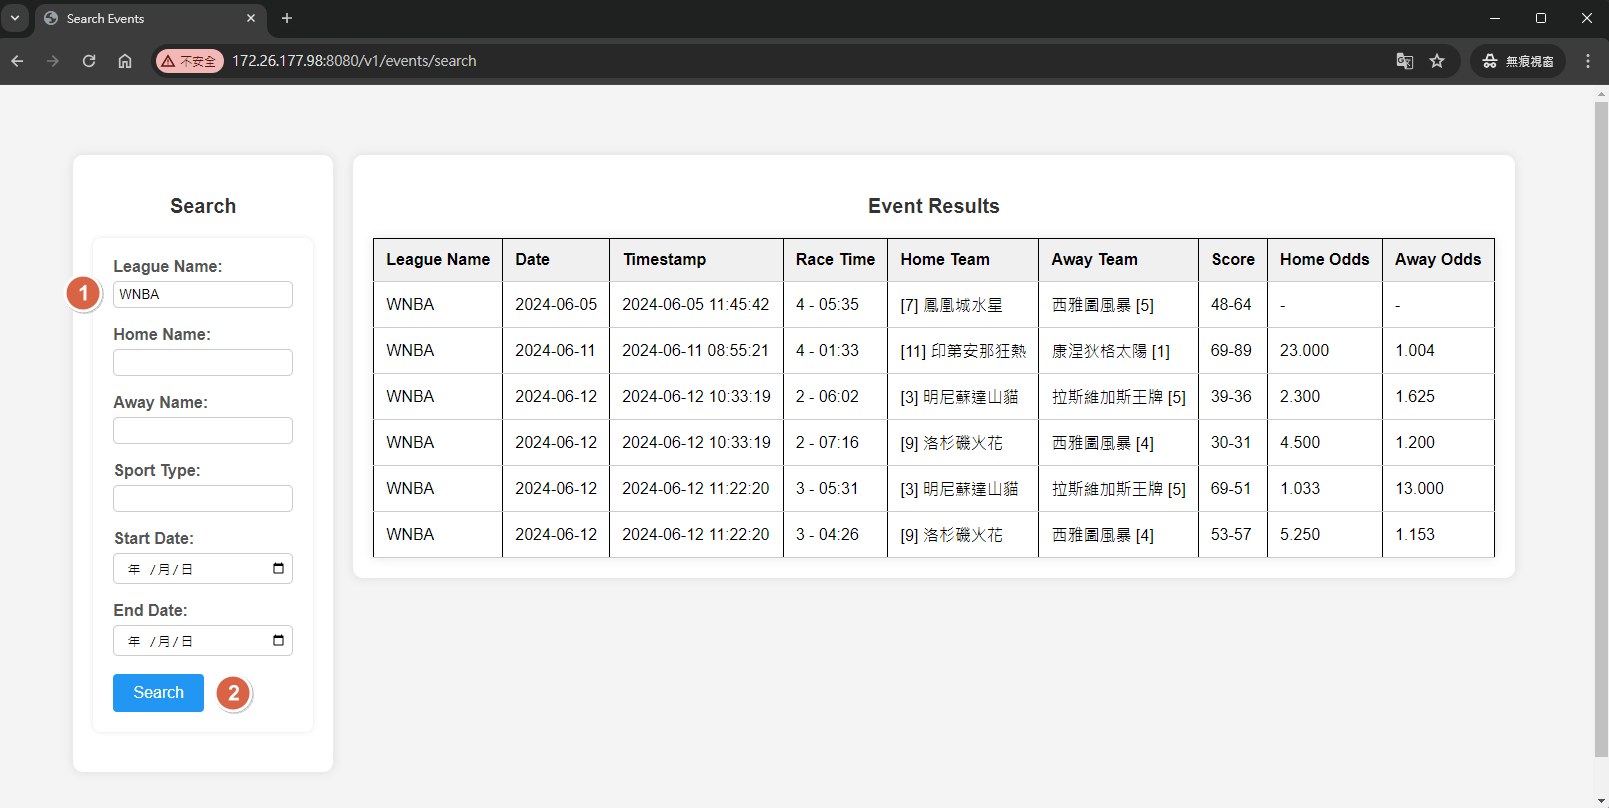 Search Events
不安全
172.26.177.98:8080/v1/events/search
無痕視窗
Search
League Name:
1
WNBA
Home Name:
Away Name:
Sport Type:
Start Date:
年 /月/日
End Date:
年 /月/日
Search
2
Event Results
League Name Date Timestamp Race Time Home Team Away Team Score Home Odds Away Odds
WNBA 2024-06-05 2024-06-05 11:45:42 4 - 05:35 [7] 鳳凰城水星 西雅圖風暴 [5] 48-64 - -
WNBA 2024-06-11 2024-06-11 08:55:21 4 - 01:33 [11] 印第安那狂熱 康涅狄格太陽 [1] 69-89 23.000 1.004
WNBA 2024-06-12 2024-06-12 10:33:19 2 - 06:02 [3] 明尼蘇達山貓 拉斯維加斯王牌 [5] 39-36 2.300 1.625
WNBA 2024-06-12 2024-06-12 10:33:19 2 - 07:16 [9] 洛杉磯火花 西雅圖風暴 [4] 30-31 4.500 1.200
WNBA 2024-06-12 2024-06-12 11:22:20 3 - 05:31 [3] 明尼蘇達山貓 拉斯維加斯王牌 [5] 69-51 1.033 13.000
WNBA 2024-06-12 2024-06-12 11:22:20 3 - 04:26 [9] 洛杉磯火花 西雅圖風暴 [4] 53-57 5.250 1.153